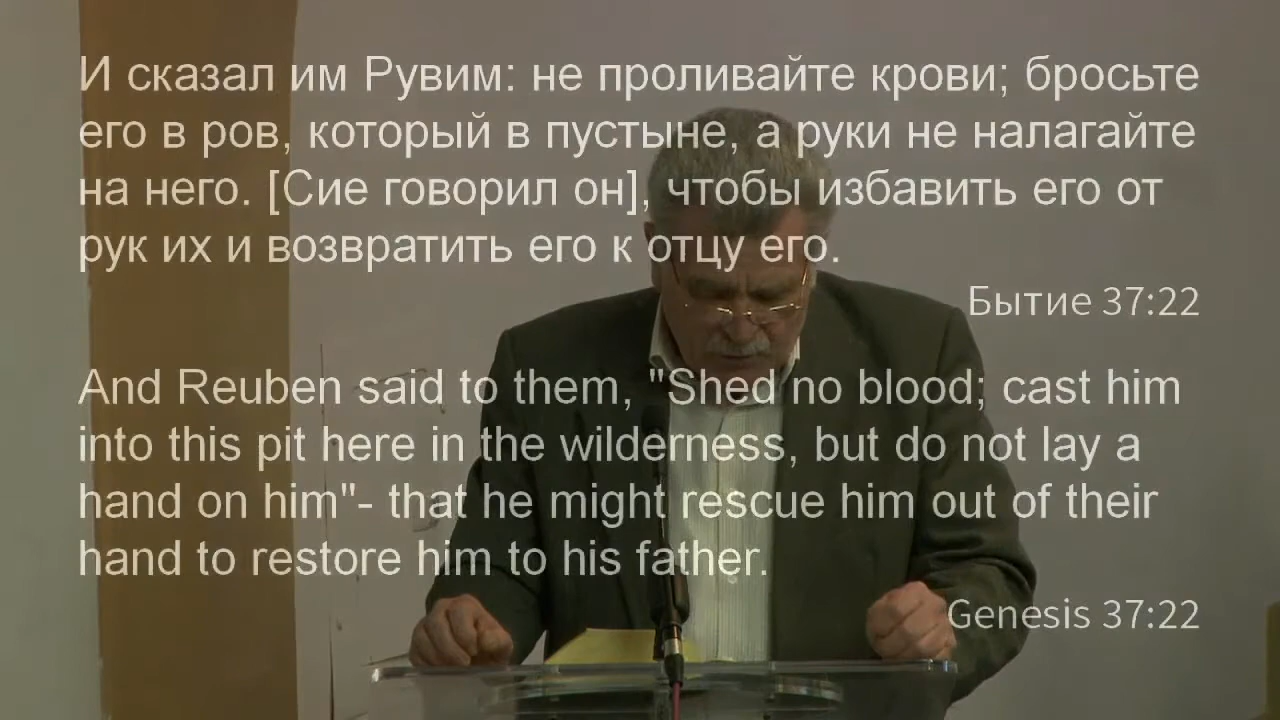 И сказал им Рувим: не проливайте крови; бросьте
его в ров, который в пустыне, а руки не налагайте
на него. [Сие говорил он], чтобы избавить его от
рук их и возвратить его к отцу его.
Бытие 37:22
And Reuben said to them, "Shed no blood; cast him
into this pit here in the wilderness, but do not lay a
hand on him"- that he might rescue him out of their
hand to restore him to his father.
Genesis 37:22